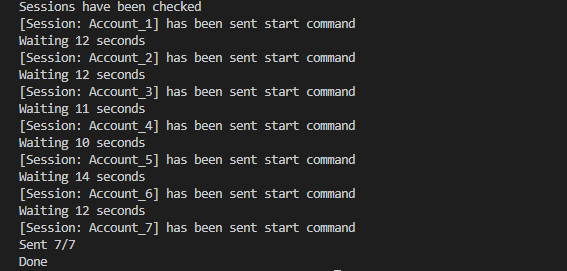 Sessions have been checked
[Session: Account_1] has been sent start command
Waiting 12 seconds
[Session: Account_2] has been sent start command
Waiting 12 seconds
[Session: Account_3] has been sent start command
Waiting 11 seconds
[Session: Account_4] has been sent start command
Waiting 10 seconds
[Session: Account_5] has been sent start command
Waiting 14 seconds
[Session: Account_6] has been sent start command
Waiting 12 seconds
[Session: Account_7] has been sent start command
Sent 7/7
Done